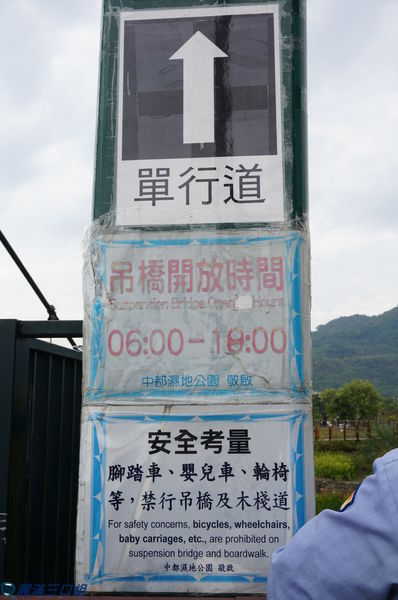 單行道
吊橋開放時間
Suspension Bridge Opening Hours
06:00-18:00
中都濕地公園 敬啟
安全考量
腳踏車、嬰兒車、輪椅
等，禁行吊橋及木棧道
For safety concerns, bicycles, wheelchairs,
baby carriages, etc., are prohibited on
suspension bridge and boardwalk.
中都濕地公園 敬啟